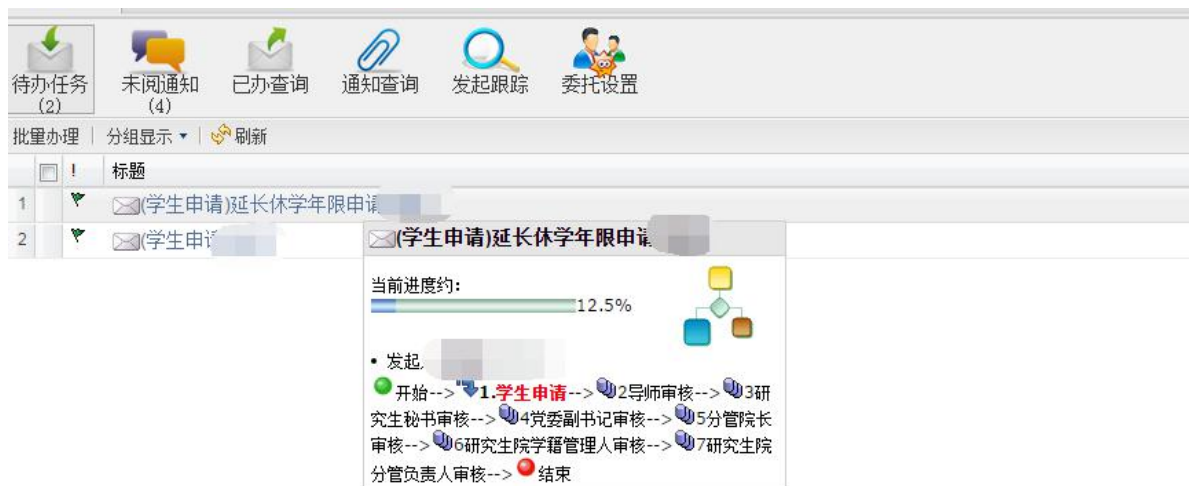 待办任务 未阅通知 已办查询 通知查询 发起跟踪 委托设置
(2) (4)
批量办理 分组显示 刷新
! 标题
1 (学生申请)延长休学年限申请
2 (学生申
(学生申请)延长休学年限申请
当前进度约:
12.5%
• 发起
开始-->1.学生申请-->2导师审核-->3研
究生秘书审核-->4党委副书记审核-->5分管院长
审核-->6研究生院学籍管理人审核-->7研究生院
分管负责人审核-->结束